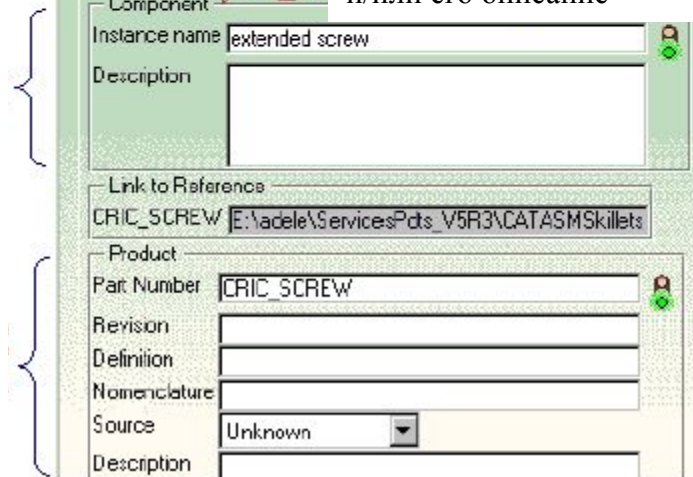 Component
и/или его описание
Instance name extended screw
Description
Link to Reference
CRIC_SCREW E:\adele\ServicesPdts_V5R3\CATASMSkillets
Product
Part Number CRIC_SCREW
Revision
Definition
Nomenclature
Source Unknown
Description